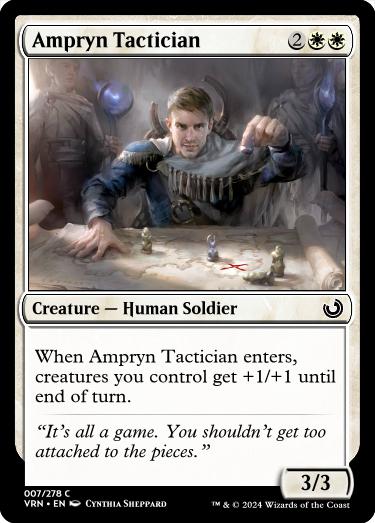 Ampryn Tactician 2
Creature — Human Soldier
When Ampryn Tactician enters,
creatures you control get +1/+1 until
end of turn.
“It’s all a game. You shouldn’t get too
attached to the pieces.”
3/3
007/278 C
VRN • EN Cynthia Sheppard ™ & © 2024 Wizards of the Coast